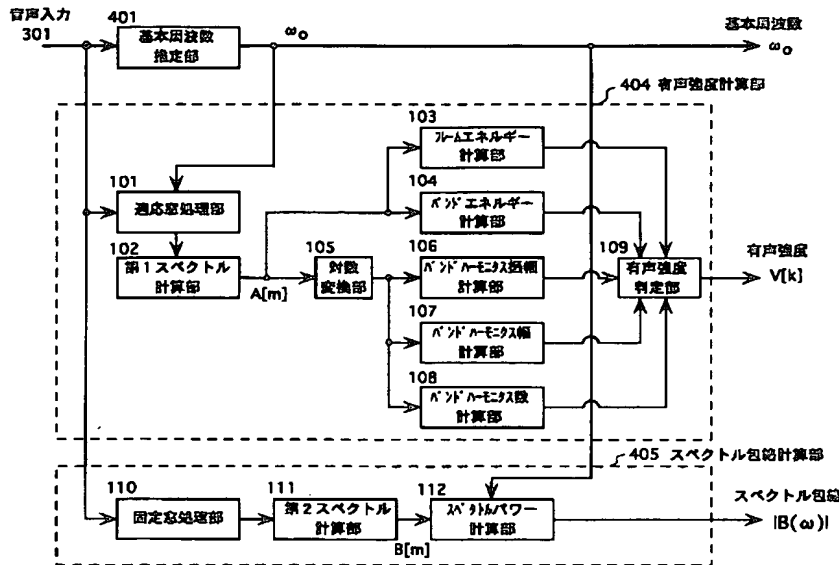 音声入力
301
401
基本周波数
推定部
ω₀
基本周波数
ω₀
404 有声強度計算部
103
フレームエネルギー
計算部
104
バンドエネルギー
計算部
101
適応窓処理部
102
第1スペクトル
計算部
A[m]
105
対数
変換部
106
バンドハーモニクス振幅
計算部
107
バンドハーモニクス幅
計算部
108
バンドハーモニクス数
計算部
109
有声強度
判定部
有声強度
V[k]
405 スペクトル包絡計算部
110
固定窓処理部
111
第2スペクトル
計算部
B[m]
112
スペクトルパワー
計算部
スペクトル包絡
|B(ω)|